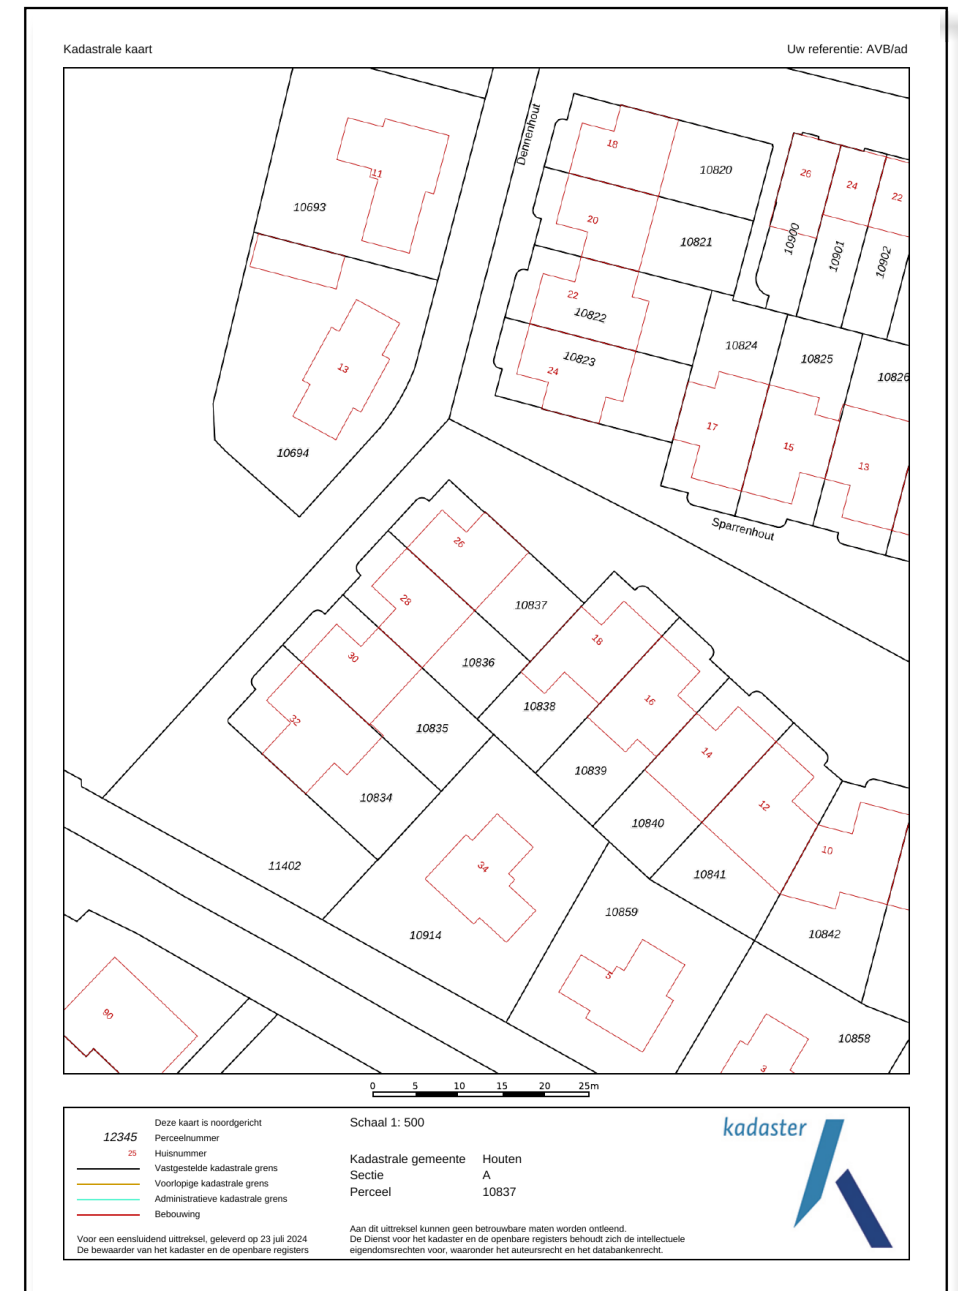 Kadastrale kaart
Uw referentie: AVB/ad
Dennenhout
18
10820
26
24
22
11
10693
20
10821
10900
10901
10902
22
10822
10823
24
10824
10825
10826
13
17
15
13
10694
Sparrenhout
26
28
10837
18
30
10836
16
10838
32
10835
14
10839
12
10834
10840
10
34
11402
10841
10859
10914
10842
5
90
10858
3
0 5 10 15 20 25m
Deze kaart is noordgericht
12345 Perceelnummer
25 Huisnummer
Vastgestelde kadastrale grens
Voorlopige kadastrale grens
Administratieve kadastrale grens
Bebouwing
Voor een eensluidend uittreksel, geleverd op 23 juli 2024
De bewaarder van het kadaster en de openbare registers
Schaal 1: 500
Kadastrale gemeente Houten
Sectie A
Perceel 10837
Aan dit uittreksel kunnen geen betrouwbare maten worden ontleend.
De Dienst voor het kadaster en de openbare registers behoudt zich de intellectuele
eigendomsrechten voor, waaronder het auteursrecht en het databankenrecht.
kadaster